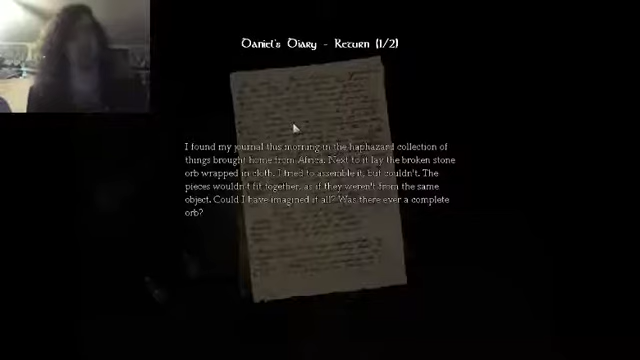 Daniel's Diary - Return (1/2)
I found my journal this morning in the haphazard collection of
things brought home from Africa. Next to it lay the broken stone
orb wrapped in cloth. I tried to assemble it, but couldn't. The
pieces wouldn't fit together, as if they weren't from the same
object. Could I have imagined it all? Was there ever a complete
orb?